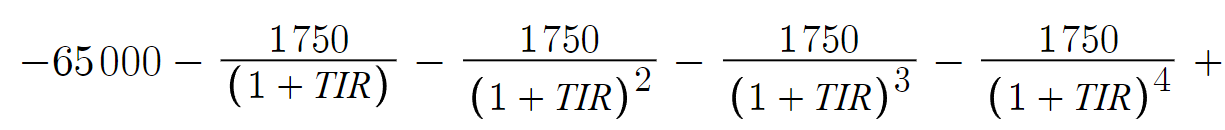 −65 000 − 1750/(1 + TIR) − 1750/(1 + TIR)² − 1750/(1 + TIR)³ − 1750/(1 + TIR)⁴ +